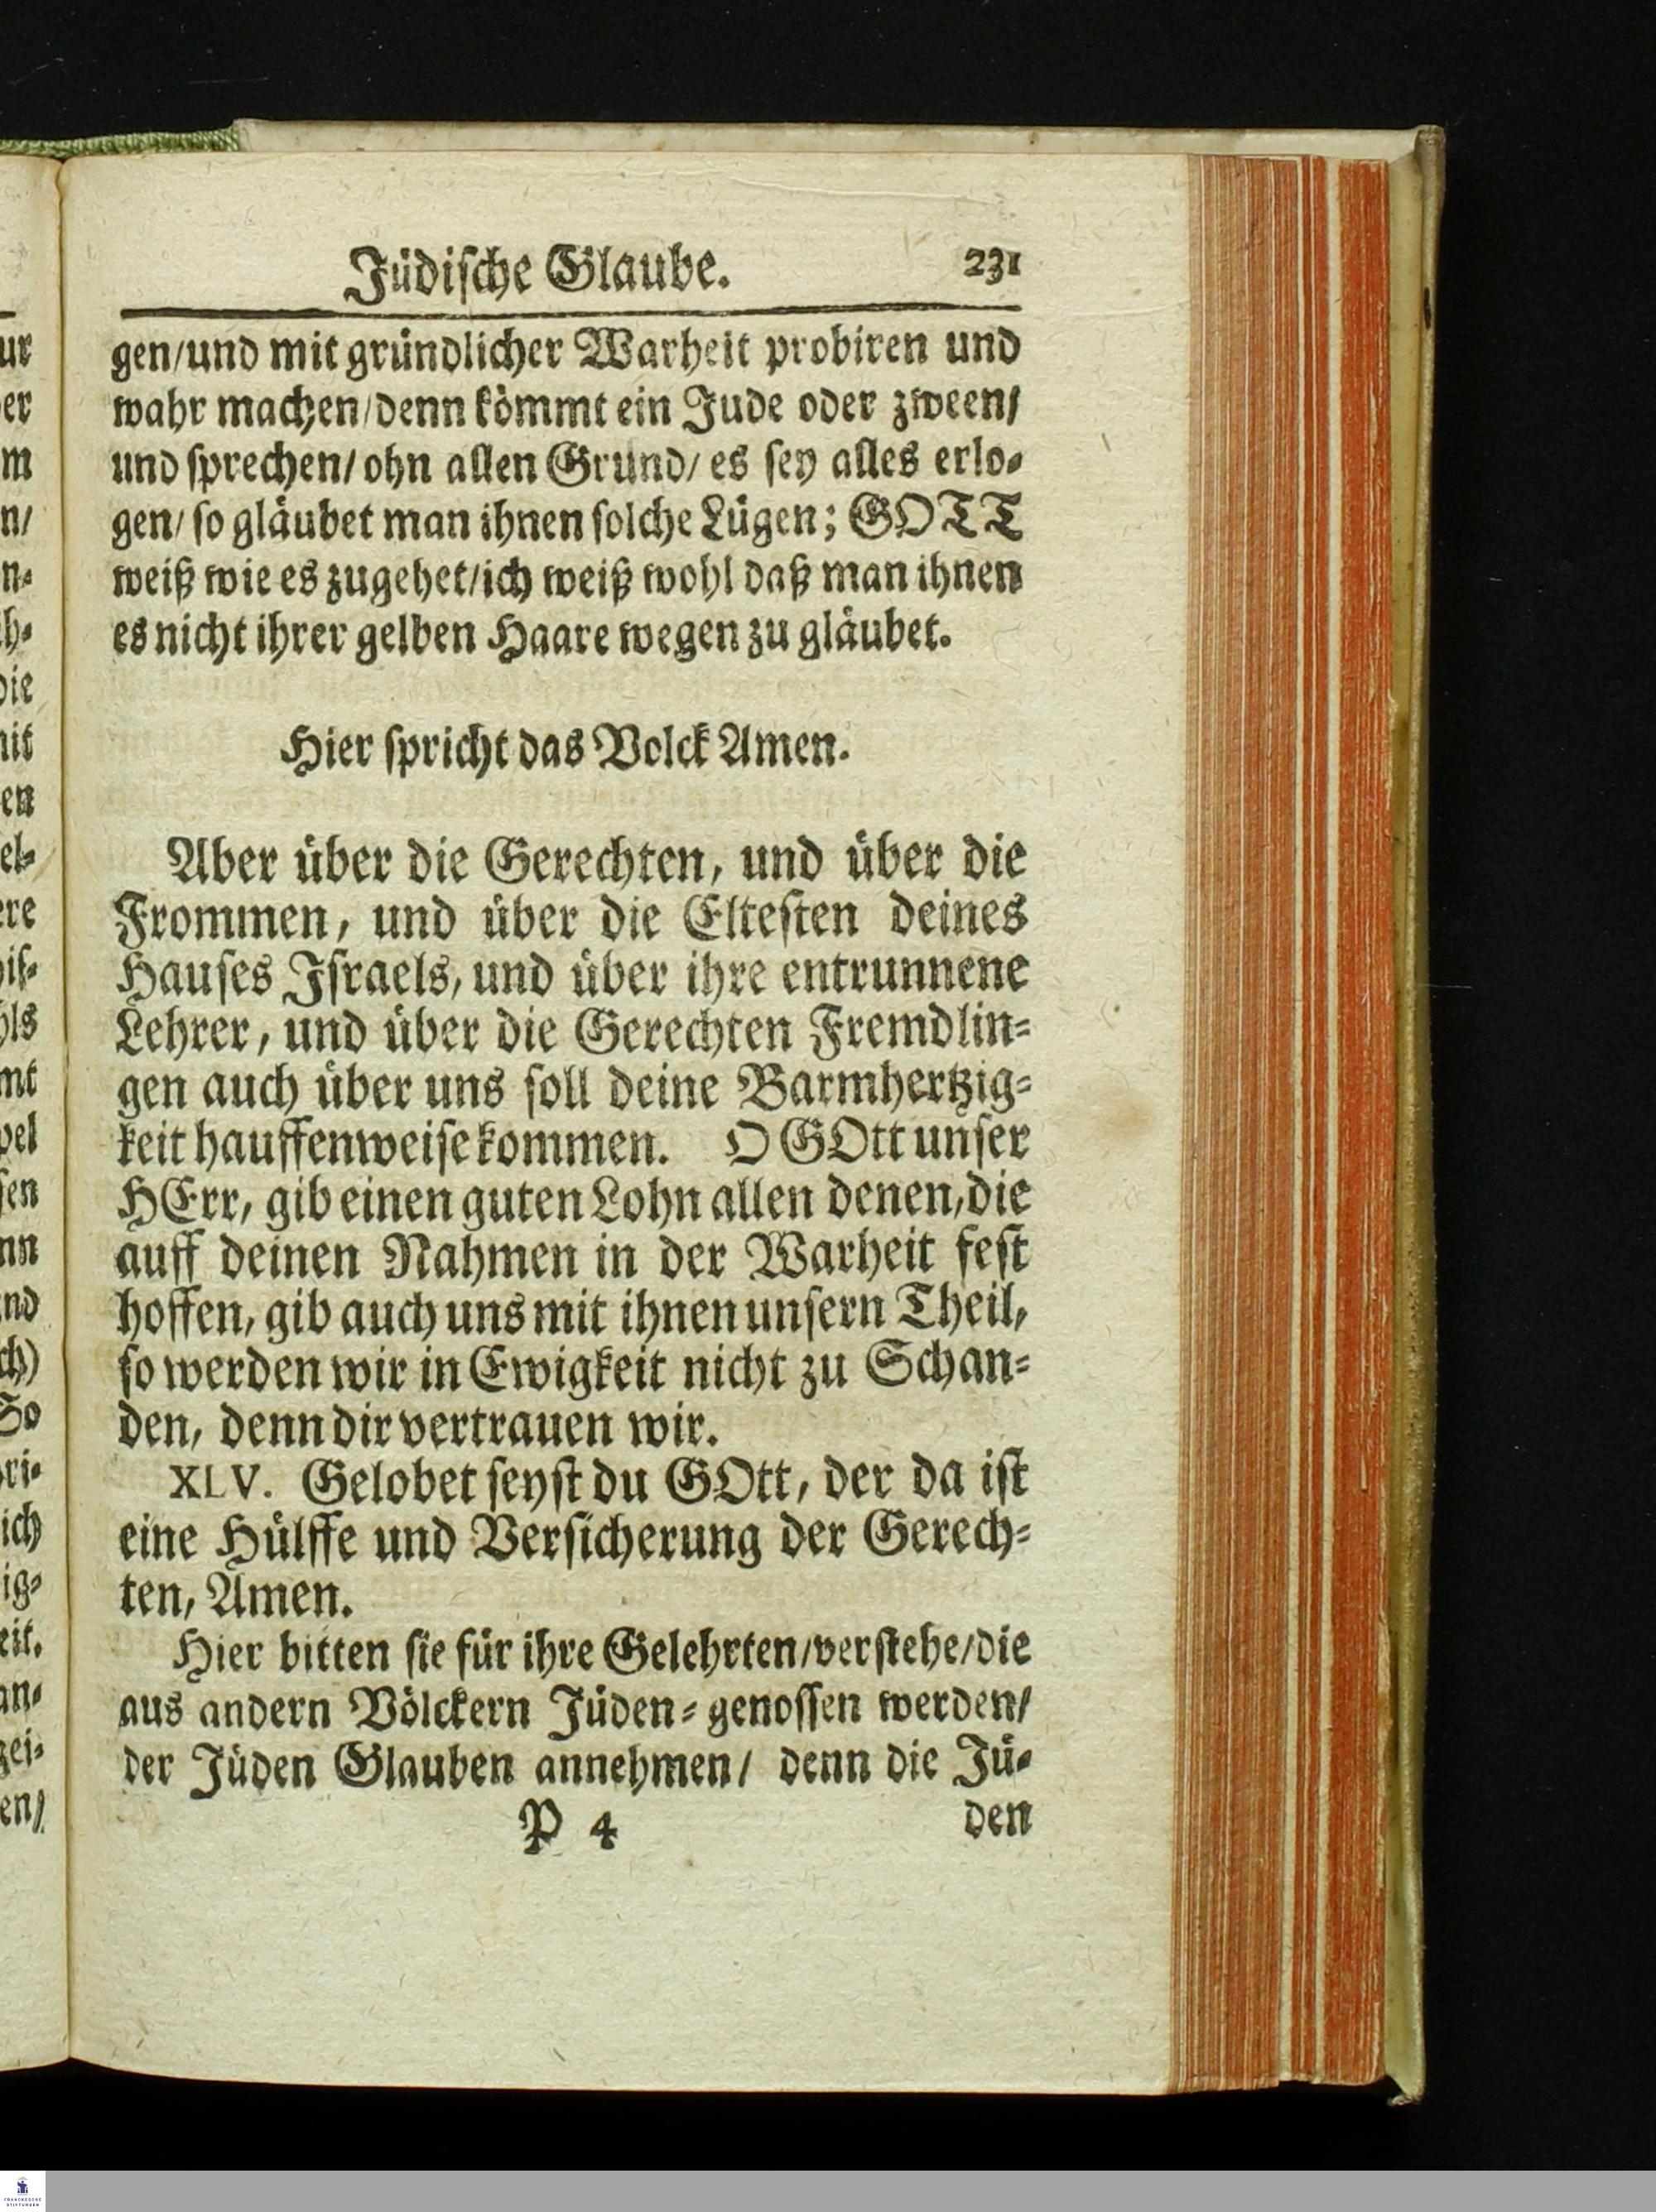 Jüdische Glaube. 231
gen/und mit gründlicher Warheit probiren und
wahr machen/denn kömmt ein Jude oder zween/
und sprechen/ ohn allen Grund/ es sey alles erlo-
gen/ so gläubet man ihnen solche Lügen; GOTT
weiß wie es zugehet/ich weiß wohl daß man ihnen
es nicht ihrer gelben Haare wegen zu gläubet.
Hier spricht das Volck Amen.
Aber über die Gerechten, und über die
Frommen, und über die Eltesten deines
Hauses Israels, und über ihre entrunnene
Lehrer, und über die Gerechten Fremdlin-
gen auch über uns soll deine Barmhertzig-
keit hauffenweise kommen. O GOtt unser
HErr, gib einen guten Lohn allen denen, die
auff deinen Nahmen in der Warheit fest
hoffen, gib auch uns mit ihnen unsern Theil,
so werden wir in Ewigkeit nicht zu Schan-
den, denn dir vertrauen wir.
XLV. Gelobet seyst du GOtt, der da ist
eine Hülffe und Versicherung der Gerech-
ten, Amen.
Hier bitten sie für ihre Gelehrten/verstehe/die
aus andern Völckern Jüden-genossen werden/
der Jüden Glauben annehmen/ denn die Jü-
P 4 den
FRANCKESCHE
STIFTUNGEN